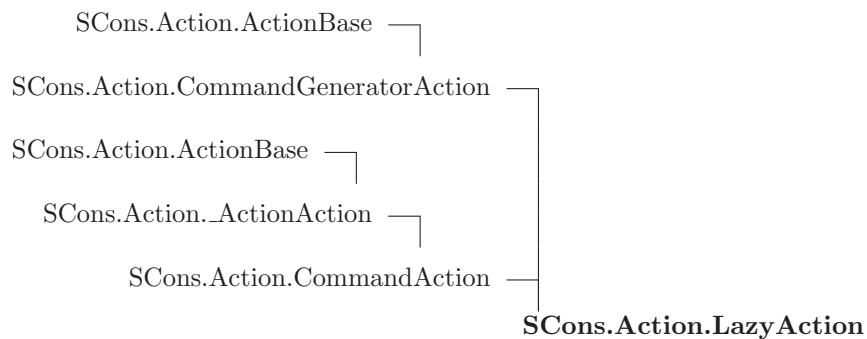 SCons.Action.ActionBase
SCons.Action.CommandGeneratorAction
SCons.Action.ActionBase
SCons.Action._ActionAction
SCons.Action.CommandAction
SCons.Action.LazyAction